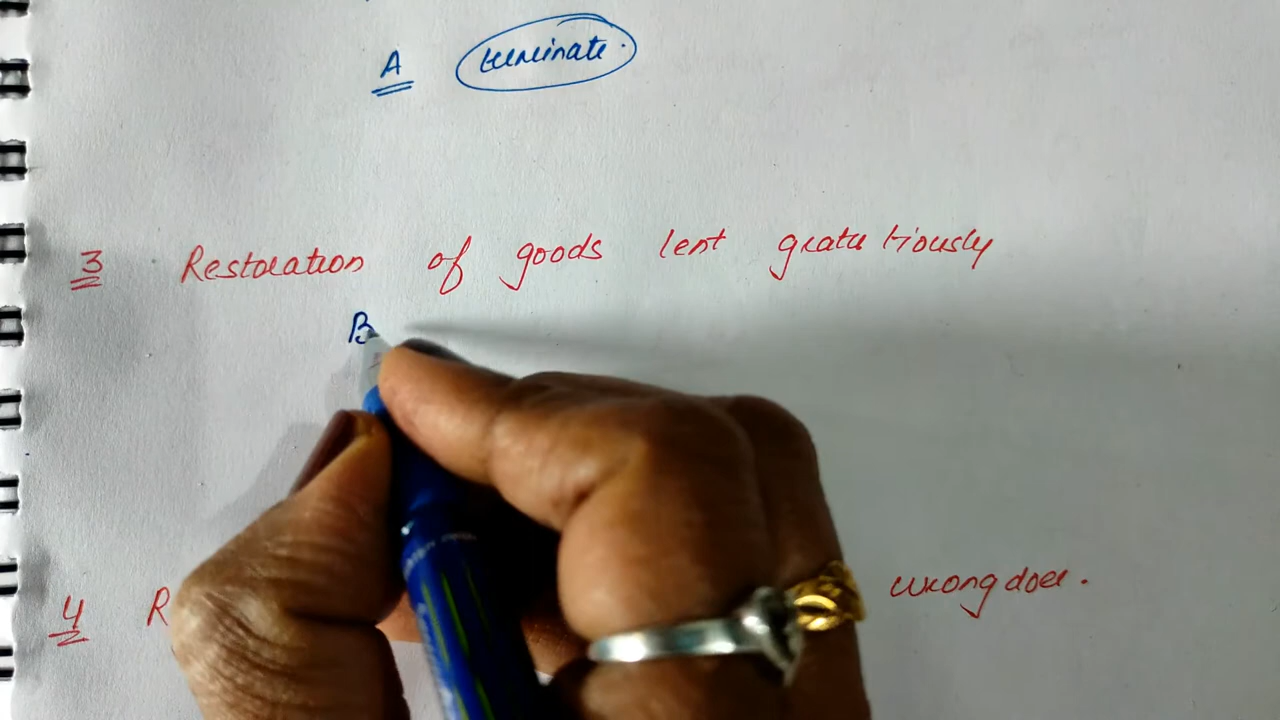 A terminate.
3 Restoration of goods lent gratuitously
B
4 R wrongdoer.